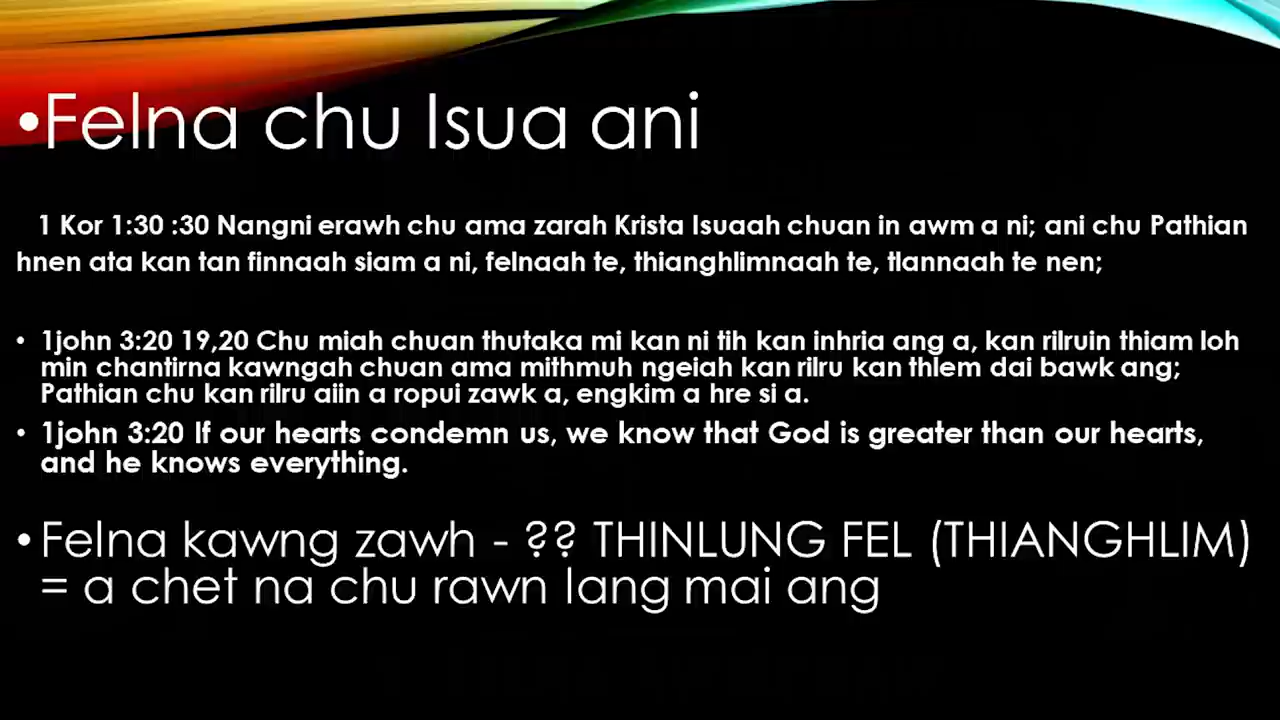 •Felna chu Isua ani
1 Kor 1:30 :30 Nangni erawh chu ama zarah Krista Isuaah chuan in awm a ni; ani chu Pathian
hnen ata kan tan finnaah siam a ni, felnaah te, thianghlimnaah te, tlannaah te nen;
• 1john 3:20 19,20 Chu miah chuan thutaka mi kan ni tih kan inhria ang a, kan rilruin thiam loh
min chantirna kawngah chuan ama mithmuh ngeiah kan rilru kan thlem dai bawk ang;
Pathian chu kan rilru aiin a ropui zawk a, engkim a hre si a.
• 1john 3:20 If our hearts condemn us, we know that God is greater than our hearts,
and he knows everything.
• Felna kawng zawh - ?? THINLUNG FEL (THIANGHLIM)
= a chet na chu rawn lang mai ang